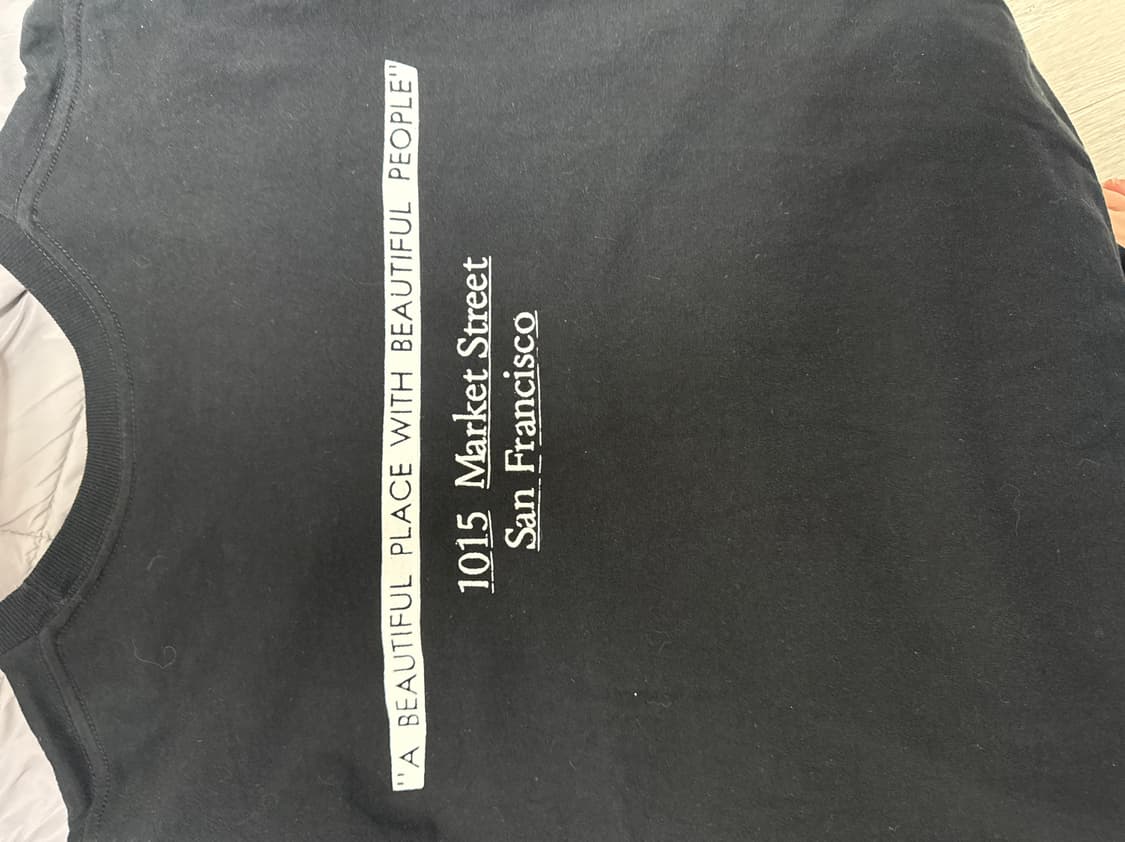 "A BEAUTIFUL PLACE WITH BEAUTIFUL PEOPLE"
1015 Market Street
San Francisco